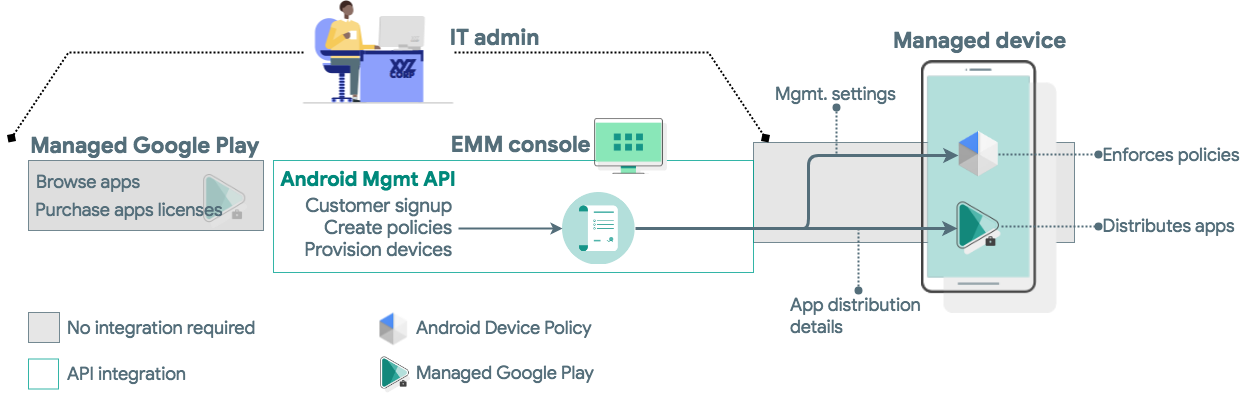 IT admin
XYZ
CORP
Managed device
Mgmt. settings
Managed Google Play
EMM console
Browse apps
Purchase apps licenses
Android Mgmt API
Customer signup
Create policies
Provision devices
Enforces policies
Distributes apps
App distribution
details
No integration required
Android Device Policy
API integration
Managed Google Play